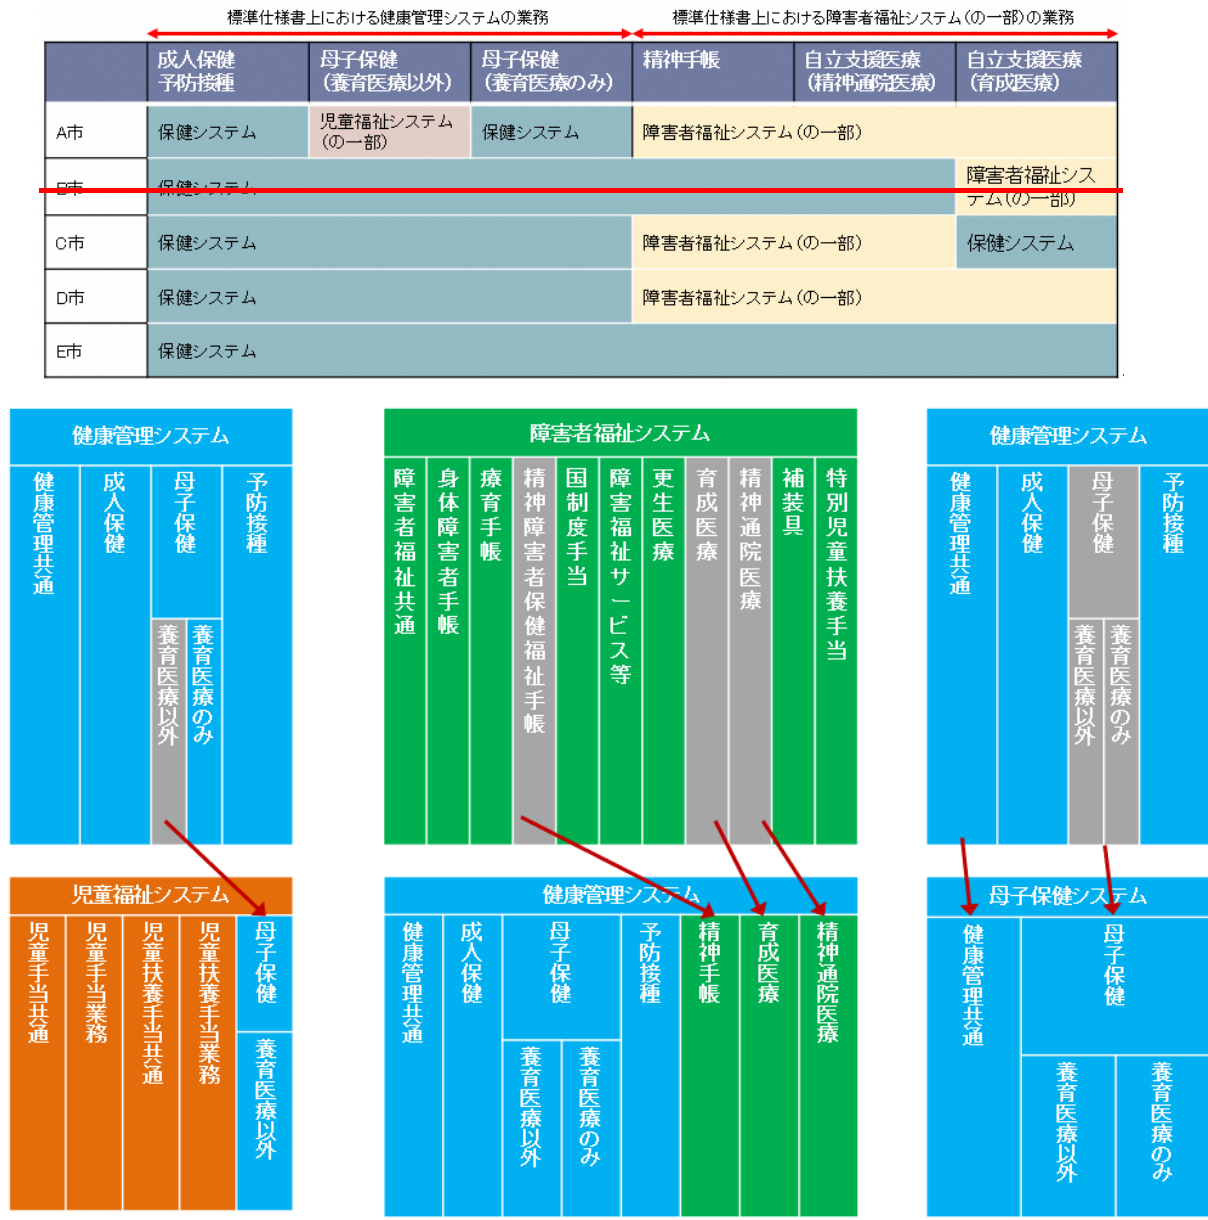 標準仕様書上における健康管理システムの業務
標準仕様書上における障害者福祉システム(の一部)の業務
成人保健
予防接種
母子保健
(養育医療以外)
母子保健
(養育医療のみ)
精神手帳
自立支援医療
(精神通院医療)
自立支援医療
(育成医療)
A市
保健システム
児童福祉システム
(の一部)
保健システム
障害者福祉システム(の一部)
B市
保健システム
障害者福祉シス
テム(の一部)
C市
保健システム
障害者福祉システム(の一部)
保健システム
D市
保健システム
障害者福祉システム(の一部)
E市
保健システム
健康管理システム
健康管理共通
成人保健
母子保健
養育医療以外
養育医療のみ
予防接種
児童福祉システム
児童手当共通
児童手当業務
児童扶養手当共通
児童扶養手当業務
母子保健
養育医療以外
障害者福祉システム
障害者福祉共通
身体障害者手帳
療育手帳
精神障害者保健福祉手帳
国制度手当
障害福祉サービス等
更生医療
育成医療
精神通院医療
補装具
特別児童扶養手当
健康管理システム
健康管理共通
成人保健
母子保健
養育医療以外
養育医療のみ
予防接種
精神手帳
育成医療
精神通院医療
健康管理システム
健康管理共通
成人保健
母子保健
養育医療以外
養育医療のみ
予防接種
母子保健システム
健康管理共通
母子保健
養育医療以外
養育医療のみ